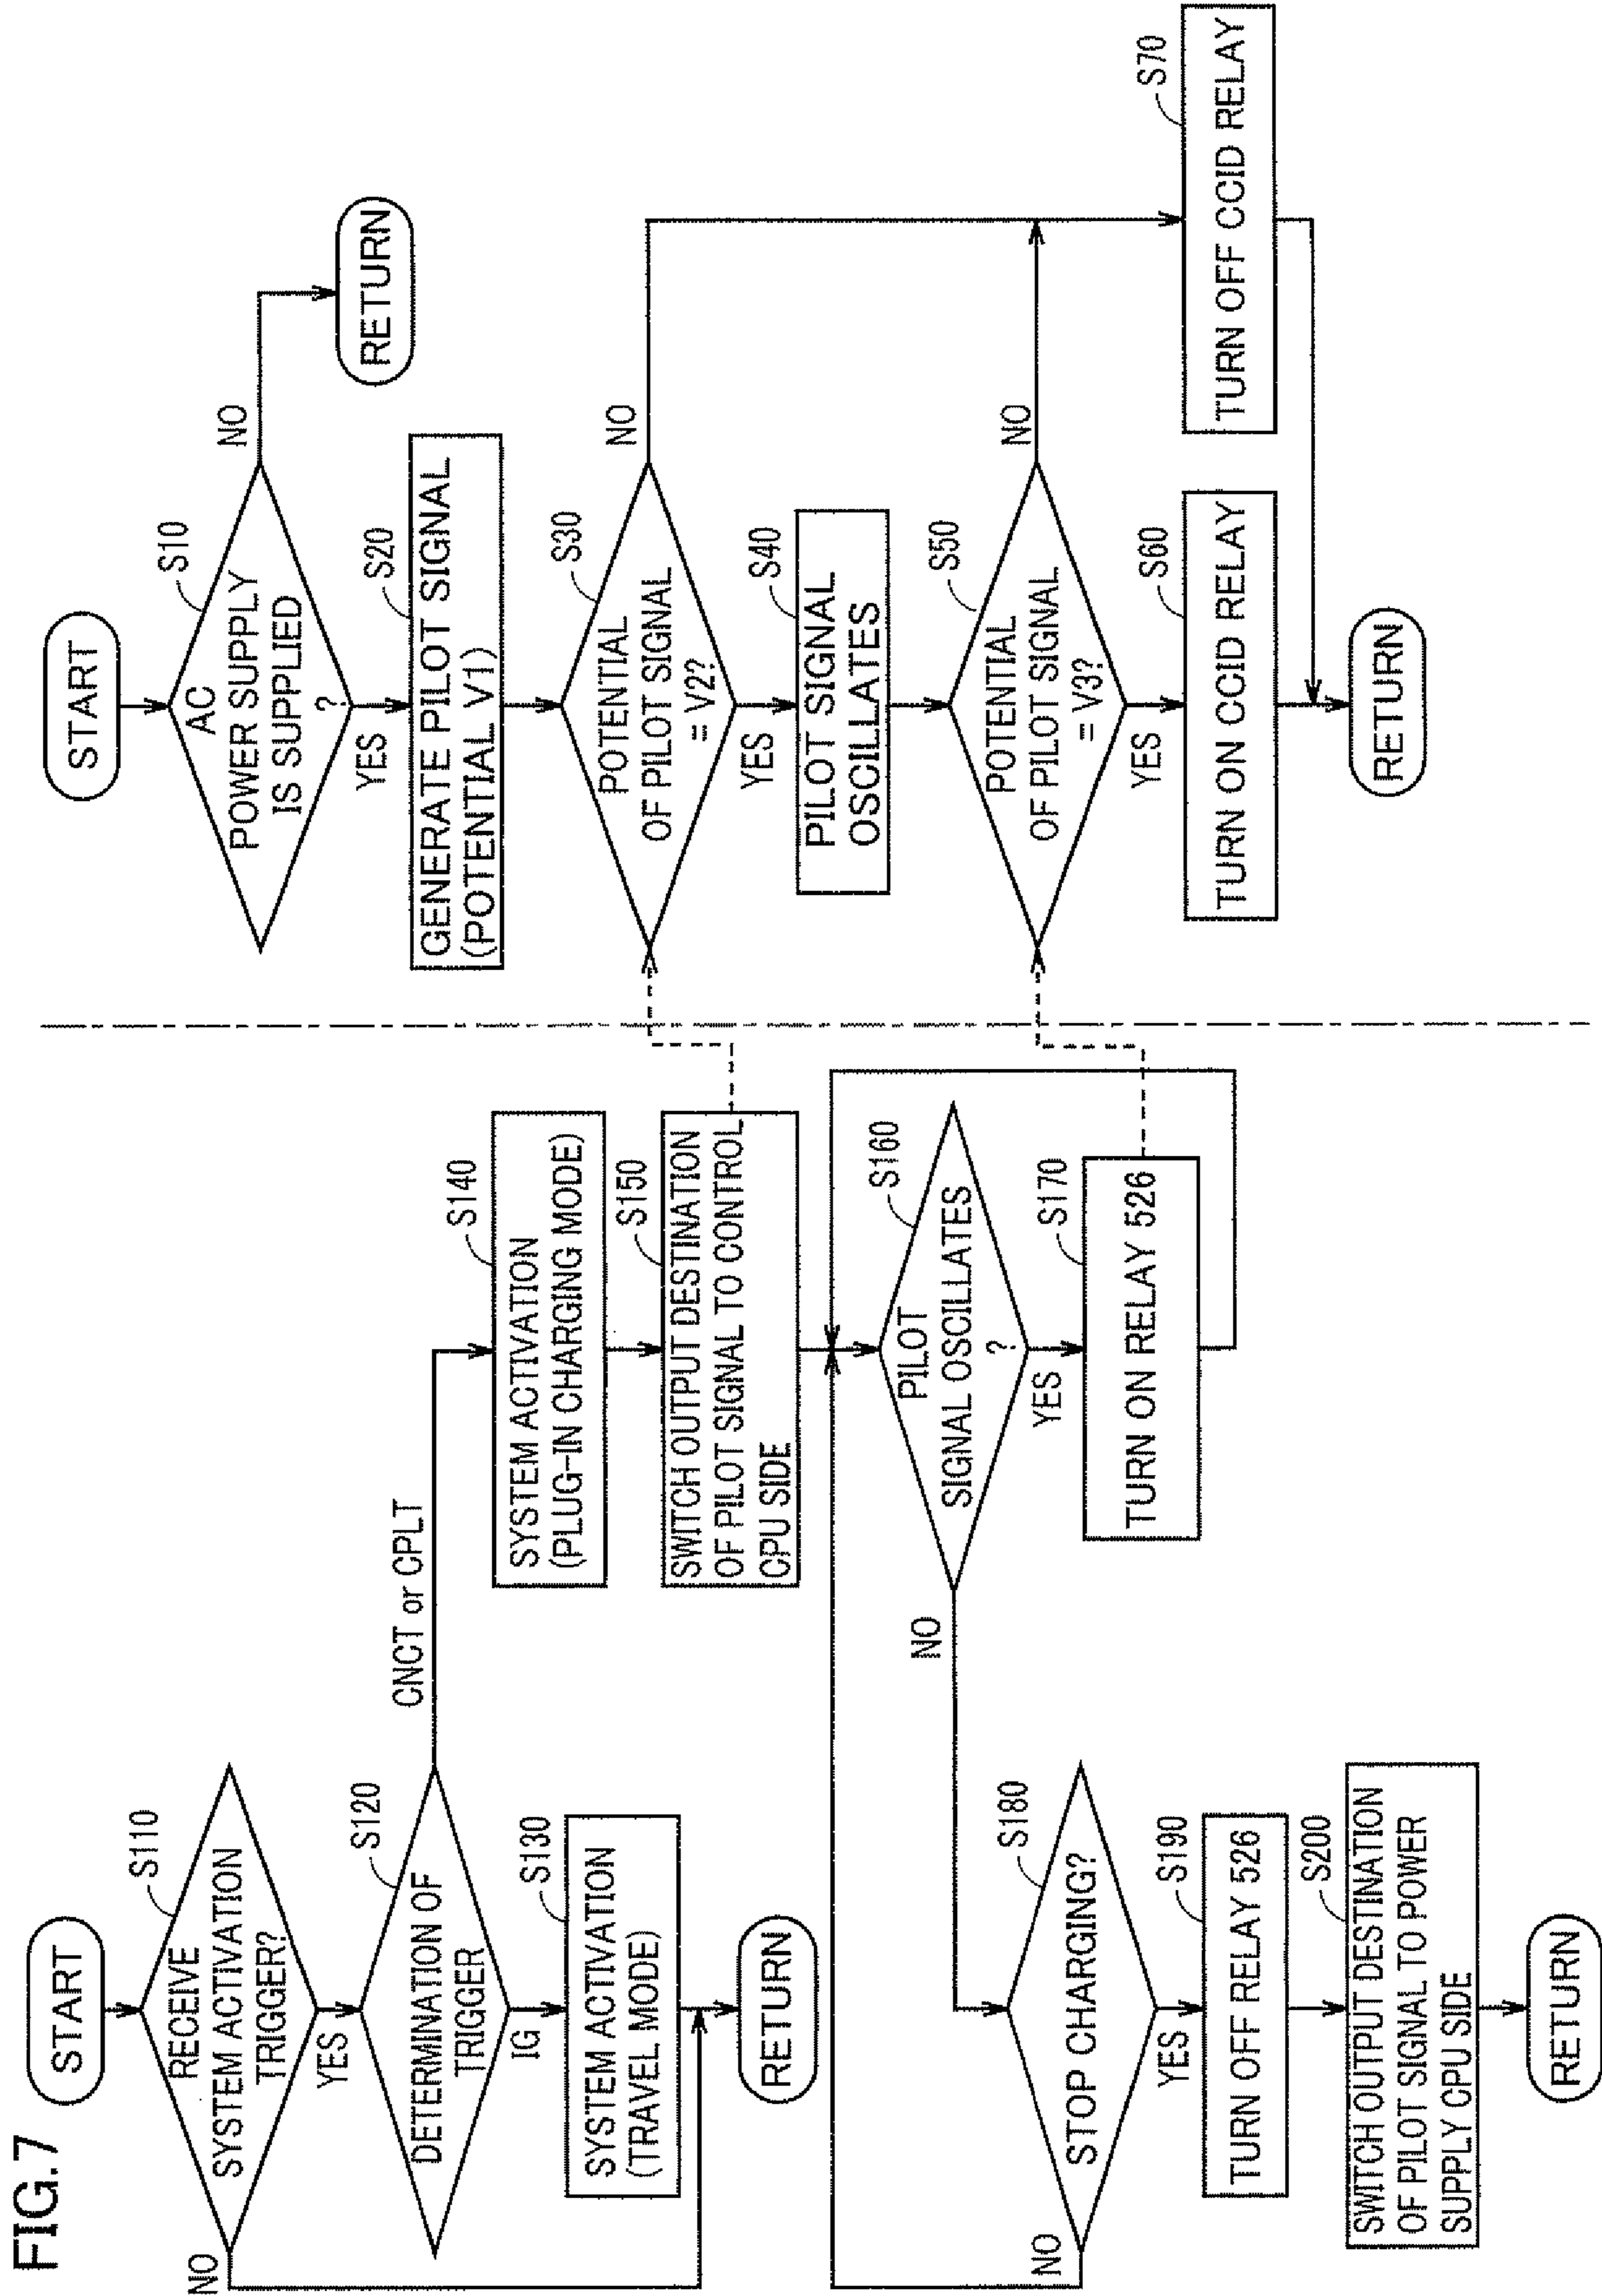 FIG.7
START
RECEIVE
SYSTEM ACTIVATION
TRIGGER?
S110
NO
YES
DETERMINATION OF
TRIGGER
S120
IG
CNCT or CPLT
SYSTEM ACTIVATION
(TRAVEL MODE)
S130
RETURN
SYSTEM ACTIVATION
(PLUG-IN CHARGING MODE)
S140
SWITCH OUTPUT DESTINATION
OF PILOT SIGNAL TO CONTROL
CPU SIDE
S150
PILOT
SIGNAL OSCILLATES
?
S160
NO
YES
TURN ON RELAY 526
S170
STOP CHARGING?
S180
NO
YES
TURN OFF RELAY 526
S190
SWITCH OUTPUT DESTINATION
OF PILOT SIGNAL TO POWER
SUPPLY CPU SIDE
S200
RETURN
START
AC
POWER SUPPLY
IS SUPPLIED
?
S10
NO
RETURN
YES
GENERATE PILOT SIGNAL
(POTENTIAL V1)
S20
POTENTIAL
OF PILOT SIGNAL
= V2?
S30
NO
YES
PILOT SIGNAL
OSCILLATES
S40
POTENTIAL
OF PILOT SIGNAL
= V3?
S50
NO
YES
TURN ON CCID RELAY
S60
TURN OFF CCID RELAY
S70
RETURN